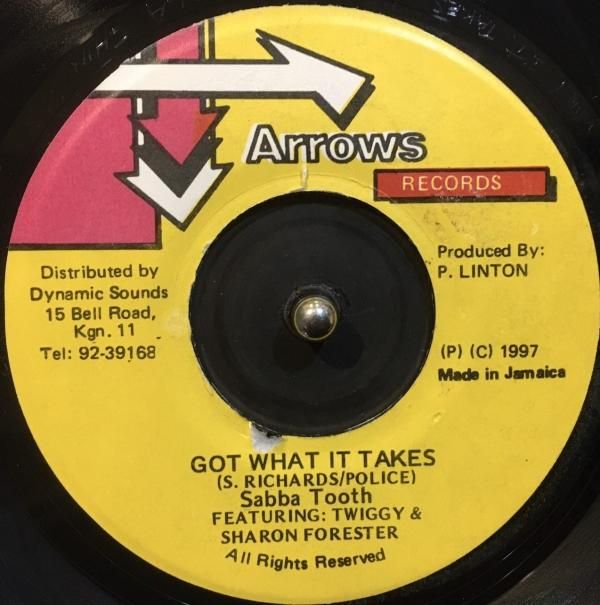 Arrows
RECORDS
Distributed by
Dynamic Sounds
15 Bell Road,
Kgn. 11
Tel: 92-39168
Produced By:
P. LINTON
(P) (C) 1997
Made in Jamaica
GOT WHAT IT TAKES
(S. RICHARDS/POLICE)
Sabba Tooth
FEATURING: TWIGGY &
SHARON FORESTER
All Rights Reserved